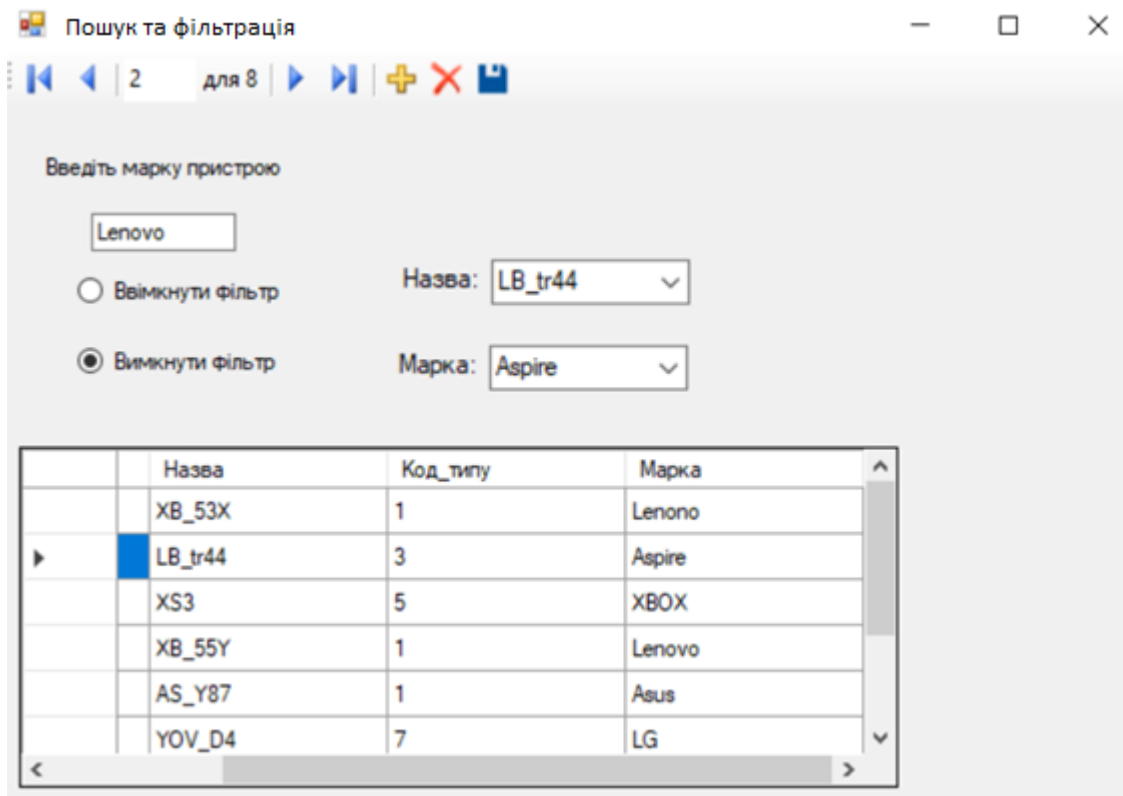 Пошук та фільтрація
2 для 8
Введіть марку пристрою
Lenovo
Ввімкнути фільтр
Назва: LB_tr44
Вимкнути фільтр
Марка: Aspire
Назва Код_типу Марка
XB_53X 1 Lenono
LB_tr44 3 Aspire
XS3 5 XBOX
XB_55Y 1 Lenovo
AS_Y87 1 Asus
YOV_D4 7 LG